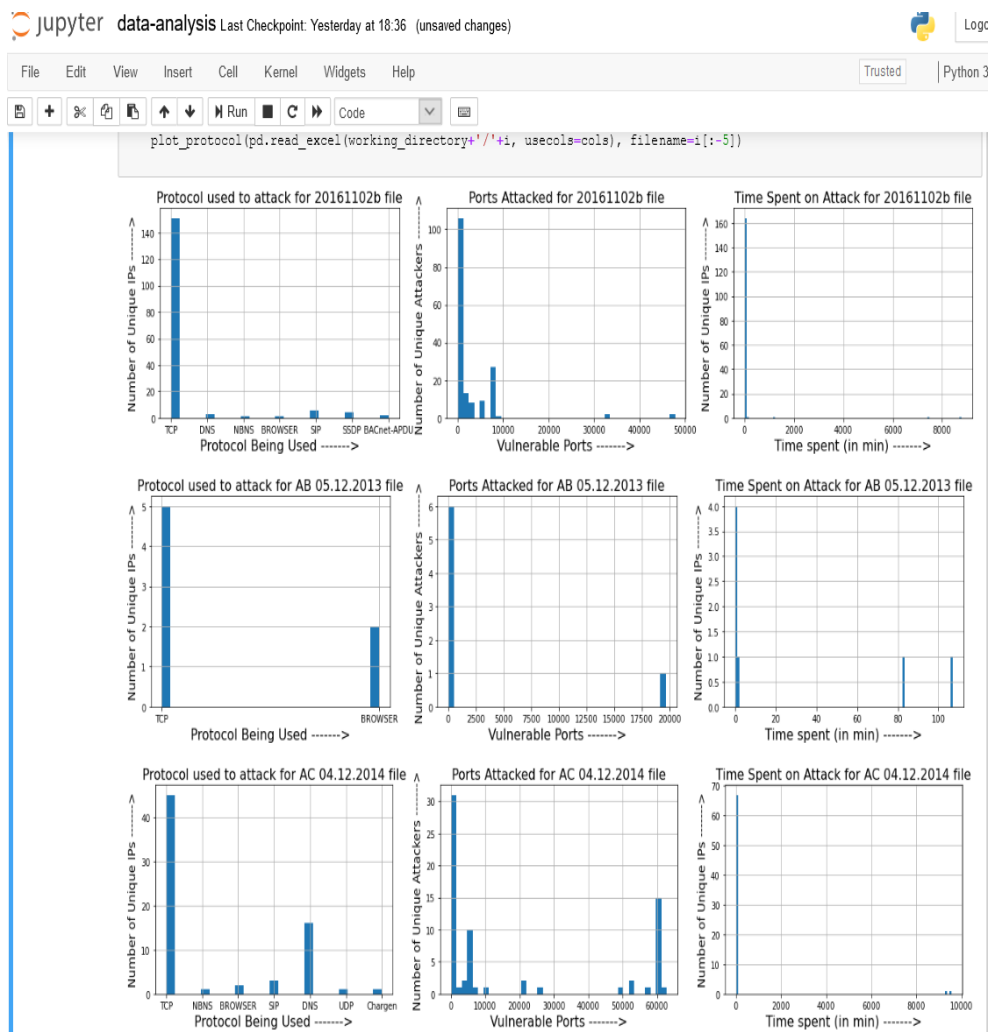 jupyter data-analysis Last Checkpoint: Yesterday at 18:36 (unsaved changes)
Logo
File Edit View Insert Cell Kernel Widgets Help
Trusted
Python 3
Run
Code
plot_protocol(pd.read_excel(working_directory+'/'+i, usecols=cols), filename=i[:-5])
Protocol used to attack for 20161102b file
Number of Unique IPs ------>
140
120
100
80
60
40
20
0
TCP DNS NBNS BROWSER SIP SSDP BACnet-APDU
Protocol Being Used ------->
Ports Attacked for 20161102b file
Number of Unique Attackers ------>
100
80
60
40
20
0
0 10000 20000 30000 40000 50000
Vulnerable Ports ------->
Time Spent on Attack for 20161102b file
Number of Unique IPs ------>
160
140
120
100
80
60
40
20
0
0 2000 4000 6000 8000
Time spent (in min) ------->
Protocol used to attack for AB 05.12.2013 file
Number of Unique IPs ------>
5
4
3
2
1
0
TCP BROWSER
Protocol Being Used ------->
Ports Attacked for AB 05.12.2013 file
Number of Unique Attackers ------>
6
5
4
3
2
1
0
0 2500 5000 7500 10000 12500 15000 17500 20000
Vulnerable Ports ------->
Time Spent on Attack for AB 05.12.2013 file
Number of Unique IPs ------>
4.0
3.5
3.0
2.5
2.0
1.5
1.0
0.5
0.0
0 20 40 60 80 100
Time spent (in min) ------->
Protocol used to attack for AC 04.12.2014 file
Number of Unique IPs ------>
40
30
20
10
0
TCP NBNS BROWSER SIP DNS UDP Chargen
Protocol Being Used ------->
Ports Attacked for AC 04.12.2014 file
Number of Unique Attackers ------>
30
25
20
15
10
5
0
0 10000 20000 30000 40000 50000 60000
Vulnerable Ports ------->
Time Spent on Attack for AC 04.12.2014 file
Number of Unique IPs ------>
70
60
50
40
30
20
10
0
0 2000 4000 6000 8000 10000
Time spent (in min) ------->